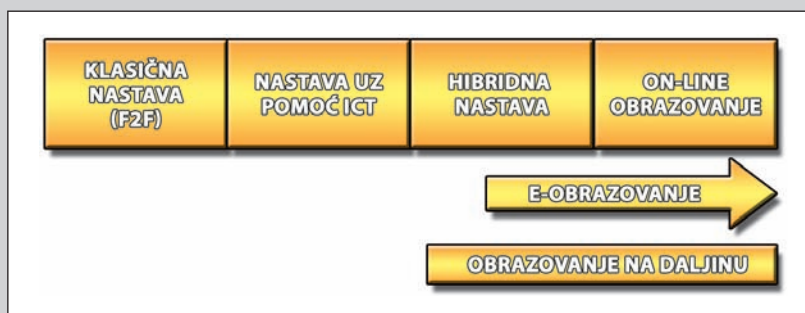 KLASIČNA
NASTAVA
(F2F)
NASTAVA UZ
POMOĆ ICT
HIBRIDNA
NASTAVA
ON-LINE
OBRAZOVANJE
E-OBRAZOVANJE
OBRAZOVANJE NA DALJINU